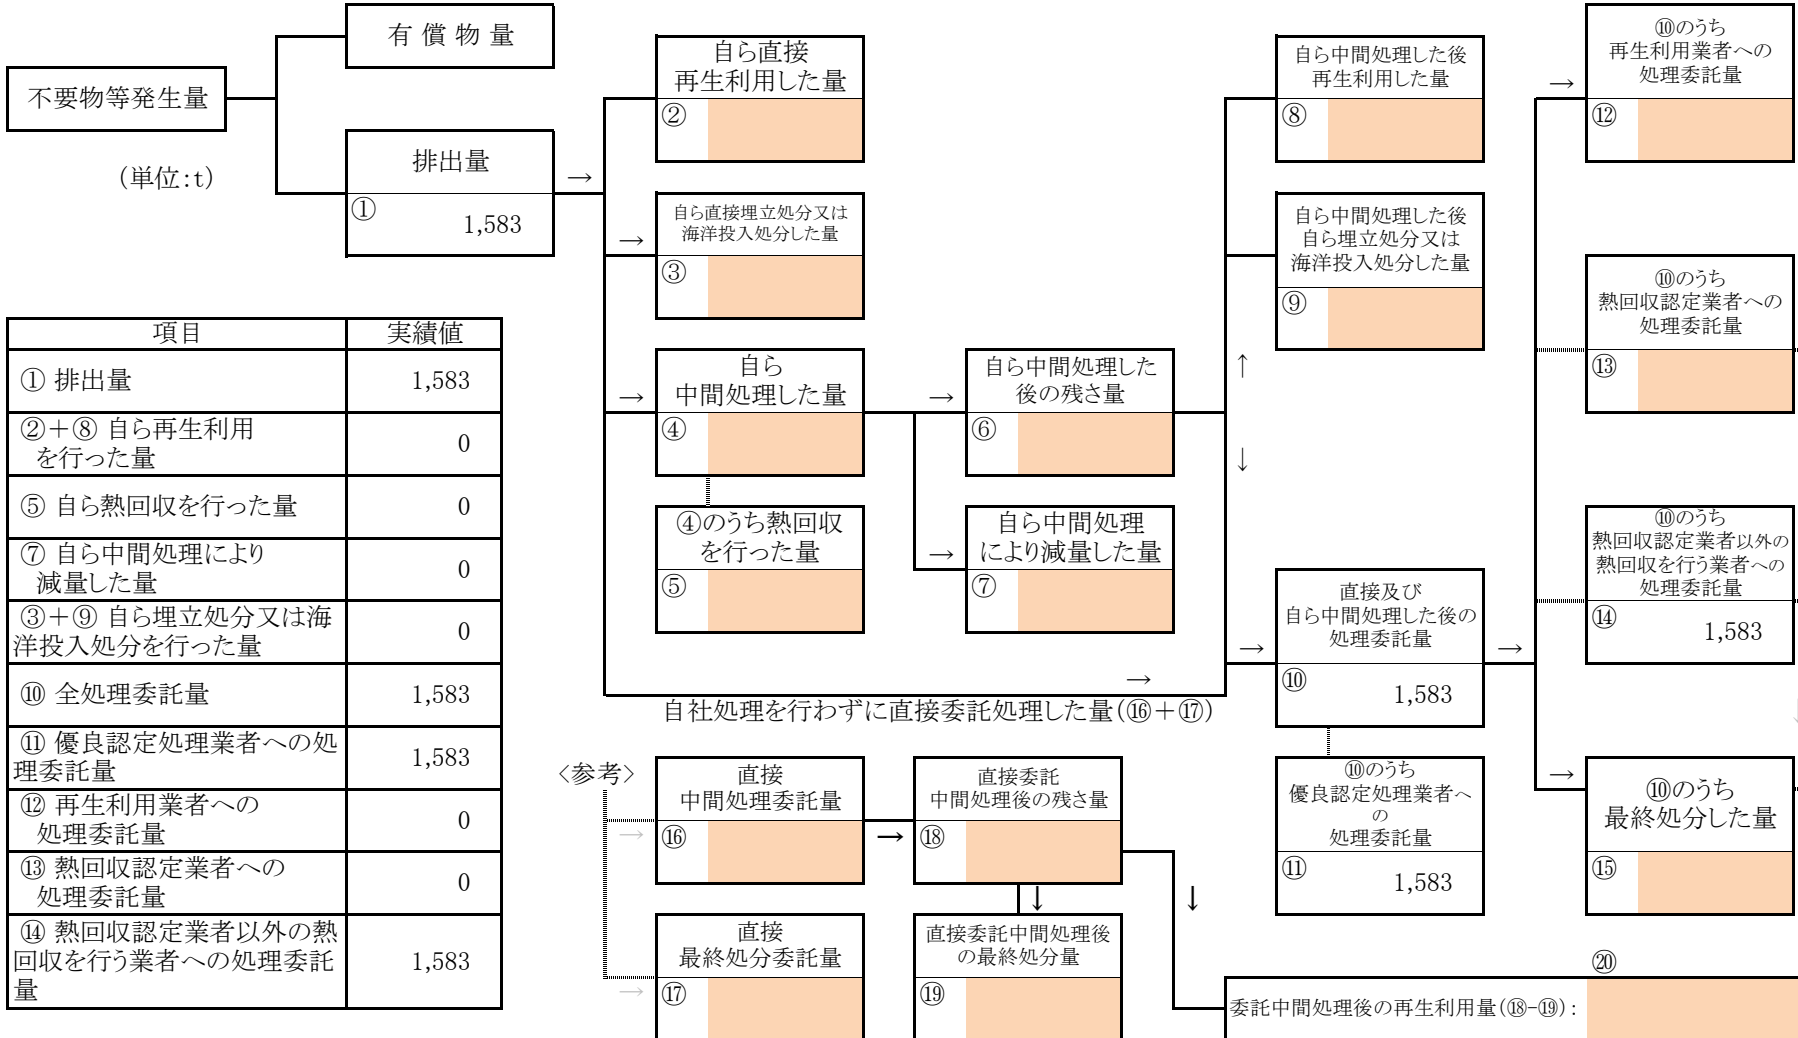 有 償 物 量
不要物等発生量
(単位:t)
排出量
①
1,583
→
自ら直接
再生利用した量
②
→
自ら直接埋立処分又は
海洋投入処分した量
③
→
自ら
中間処理した量
④
④のうち熱回収
を行った量
⑤
→
自ら中間処理した
後の残さ量
⑥
→
自ら中間処理
により減量した量
⑦
自ら中間処理した後
再生利用した量
⑧
自ら中間処理した後
自ら埋立処分又は
海洋投入処分した量
⑨
↑
↓
→
直接及び
自ら中間処理した後の
処理委託量
⑩
1,583
→
⑩のうち
優良認定処理業者へ
の
処理委託量
⑪
1,583
→
⑩のうち
再生利用業者への
処理委託量
⑫
⑩のうち
熱回収認定業者への
処理委託量
⑬
⑩のうち
熱回収認定業者以外の
熱回収を行う業者への
処理委託量
⑭
1,583
→
⑩のうち
最終処分した量
⑮
→
自社処理を行わずに直接委託処理した量(⑯+⑰)
<参考>
→
直接
中間処理委託量
⑯
→
直接委託
中間処理後の残さ量
⑱
↓
↓
→
直接
最終処分委託量
⑰
直接委託中間処理後
の最終処分量
⑲
⑳
委託中間処理後の再生利用量(⑱-⑲):
項目 実績値
① 排出量 1,583
②+⑧ 自ら再生利用
を行った量 0
⑤ 自ら熱回収を行った量 0
⑦ 自ら中間処理により
減量した量 0
③+⑨ 自ら埋立処分又は海
洋投入処分を行った量 0
⑩ 全処理委託量 1,583
⑪ 優良認定処理業者への処
理委託量 1,583
⑫ 再生利用業者への
処理委託量 0
⑬ 熱回収認定業者への
処理委託量 0
⑭ 熱回収認定業者以外の熱
回収を行う業者への処理委託
量 1,583